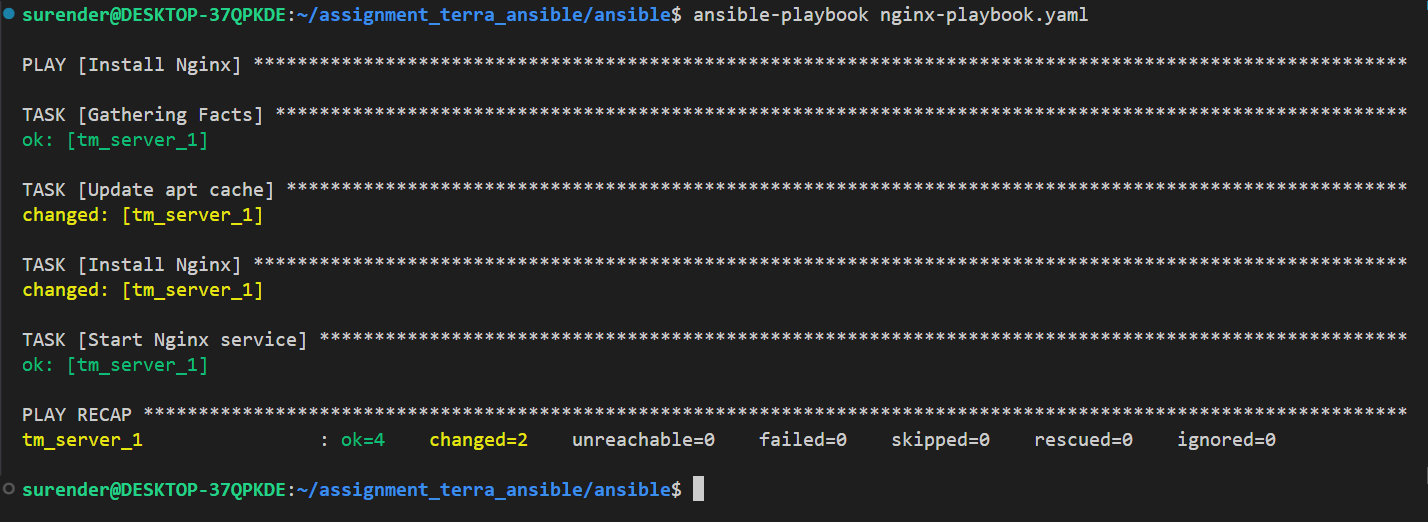 surender@DESKTOP-37QPKDE:~/assignment_terra_ansible/ansible$ ansible-playbook nginx-playbook.yaml
PLAY [Install Nginx] *********************************************************************************************************
TASK [Gathering Facts] *******************************************************************************************************
ok: [tm_server_1]
TASK [Update apt cache] ******************************************************************************************************
changed: [tm_server_1]
TASK [Install Nginx] *********************************************************************************************************
changed: [tm_server_1]
TASK [Start Nginx service] ***************************************************************************************************
ok: [tm_server_1]
PLAY RECAP *******************************************************************************************************************
tm_server_1                : ok=4    changed=2    unreachable=0    failed=0    skipped=0    rescued=0    ignored=0
surender@DESKTOP-37QPKDE:~/assignment_terra_ansible/ansible$